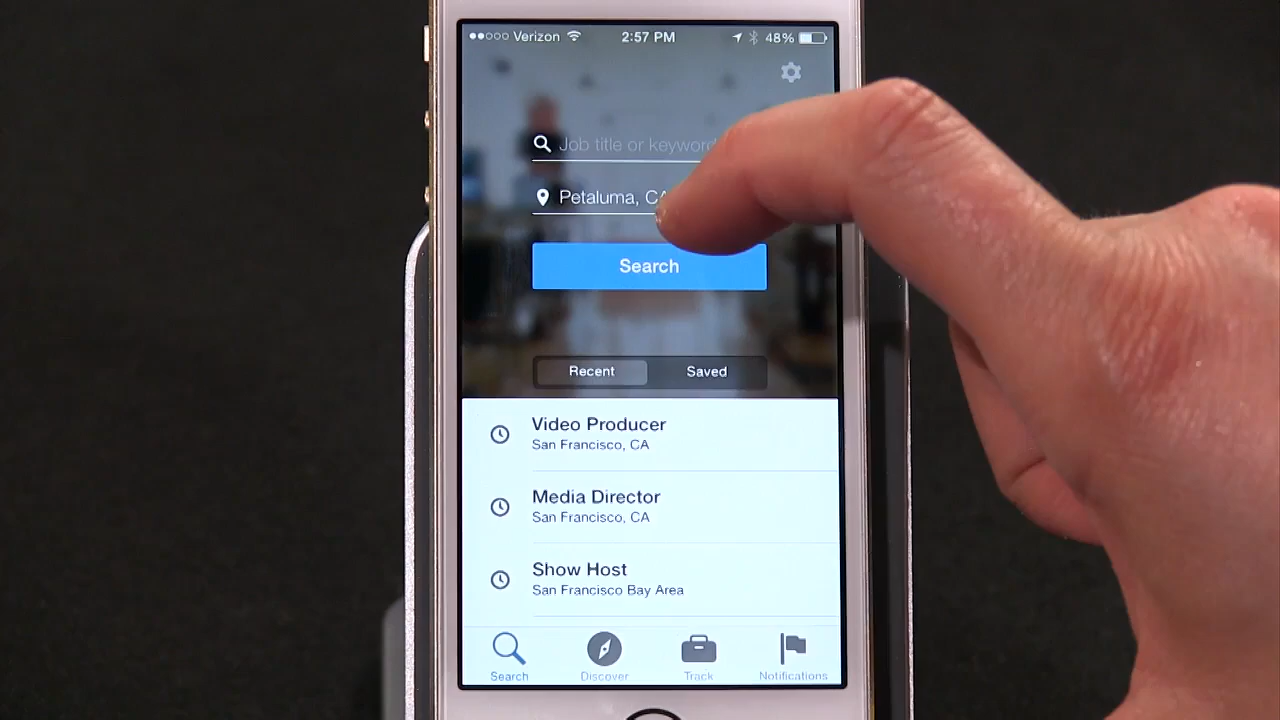 Verizon 2:57 PM 48%
Job title or keyword
Petaluma, CA
Search
Recent Saved
Video Producer
San Francisco, CA
Media Director
San Francisco, CA
Show Host
San Francisco Bay Area
Search Discover Track Notifications